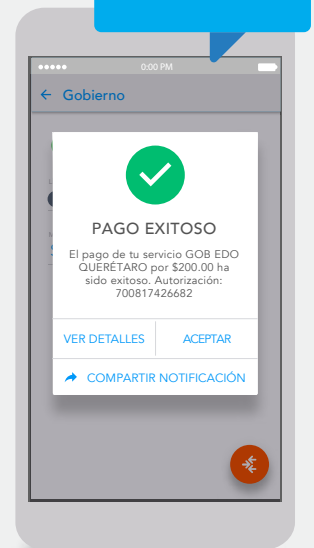 0:00 PM
Gobierno
PAGO EXITOSO
El pago de tu servicio GOB EDO
QUERÉTARO por $200.00 ha
sido exitoso. Autorización:
700817426682
VER DETALLES
ACEPTAR
COMPARTIR NOTIFICACIÓN